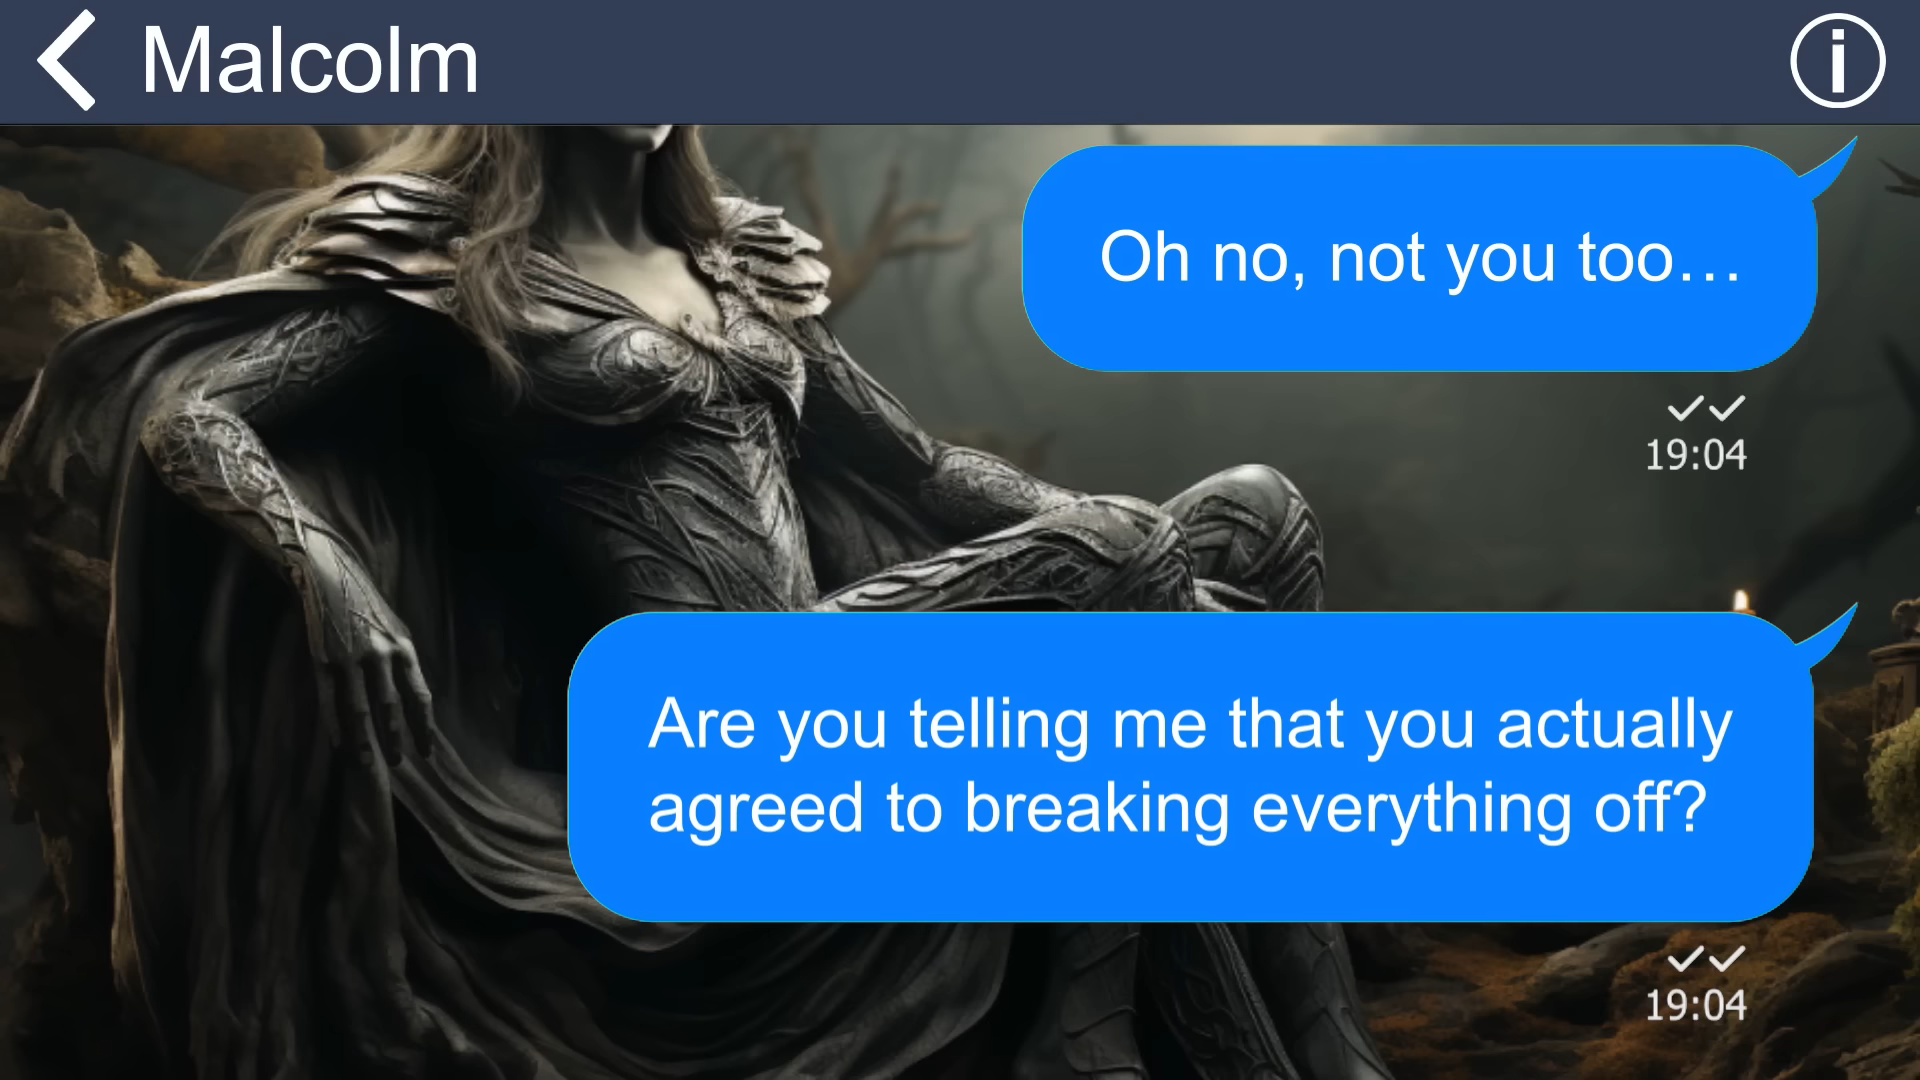 Malcolm
Oh no, not you too…
19:04
Are you telling me that you actually
agreed to breaking everything off?
19:04